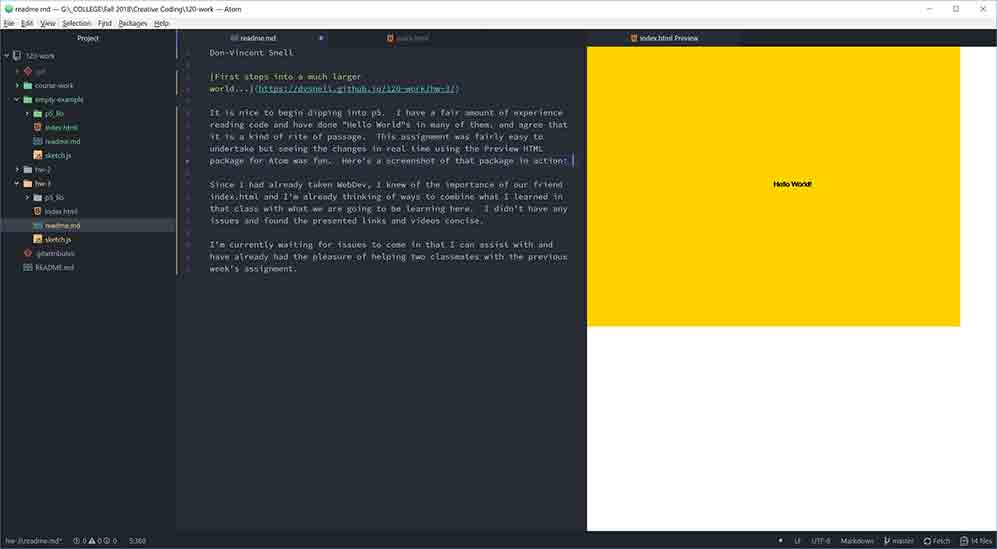 readme.md — G:\_COLLEGE\Fall 2018\Creative Coding\120-work — Atom
File Edit View Selection Find Packages Help
Project
readme.md
index.html
index.html Preview
120-work
.git
course-work
empty-example
p5_lib
index.html
readme.md
sketch.js
hw-2
hw-3
p5_lib
index.html
readme.md
sketch.js
.gitattributes
README.md
Don-Vincent Snell
[First steps into a much larger
world...](https://dvsnell.github.io/120-work/hw-3/)
It is nice to begin dipping into p5. I have a fair amount of experience
reading code and have done "Hello World"s in many of them, and agree that
it is a kind of rite of passage. This assignment was fairly easy to
undertake but seeing the changes in real time using the Preview HTML
package for Atom was fun. Here's a screenshot of that package in action:
Since I had already taken WebDev, I knew of the importance of our friend
index.html and I'm already thinking of ways to combine what I learned in
that class with what we are going to be learning here. I didn't have any
issues and found the presented links and videos concise.
I'm currently waiting for issues to come in that I can assist with and
have already had the pleasure of helping two classmates with the previous
week's assignment.
Hello World!
hw-3\readme.md* 0 0 0 5:360
LF UTF-8 Markdown master Fetch 14 files